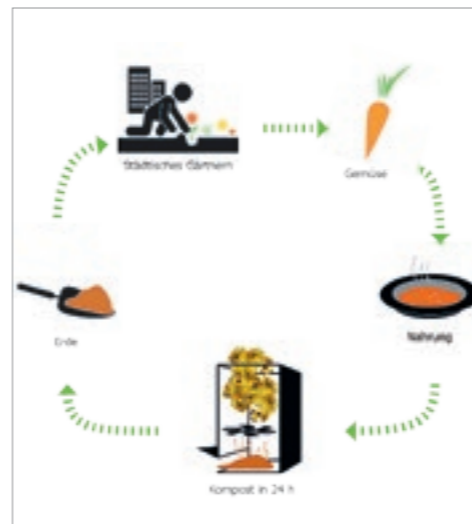 Städtisches Gärtnern
Gemüse
Nahrung
Kompost in 24 h
Erde